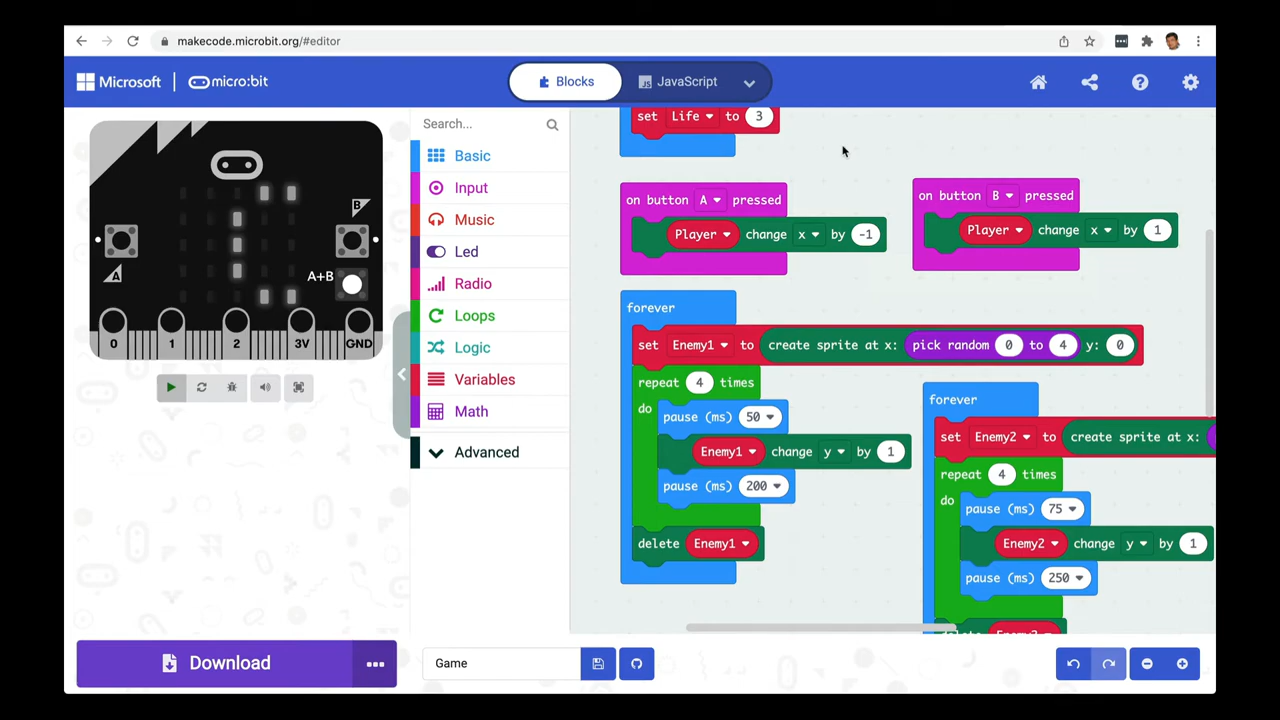 makecode.microbit.org/#editor
Microsoft
micro:bit
Blocks
JavaScript
B
A
A+B
0 1 2 3V GND
Search...
Basic
Input
Music
Led
Radio
Loops
Logic
Variables
Math
Advanced
set Life to 3
on button A pressed
Player change x by -1
on button B pressed
Player change x by 1
forever
set Enemy1 to create sprite at x: pick random 0 to 4 y: 0
repeat 4 times
do
pause (ms) 50
Enemy1 change y by 1
pause (ms) 200
delete Enemy1
forever
set Enemy2 to create sprite at x:
repeat 4 times
do
pause (ms) 75
Enemy2 change y by 1
pause (ms) 250
Download
Game